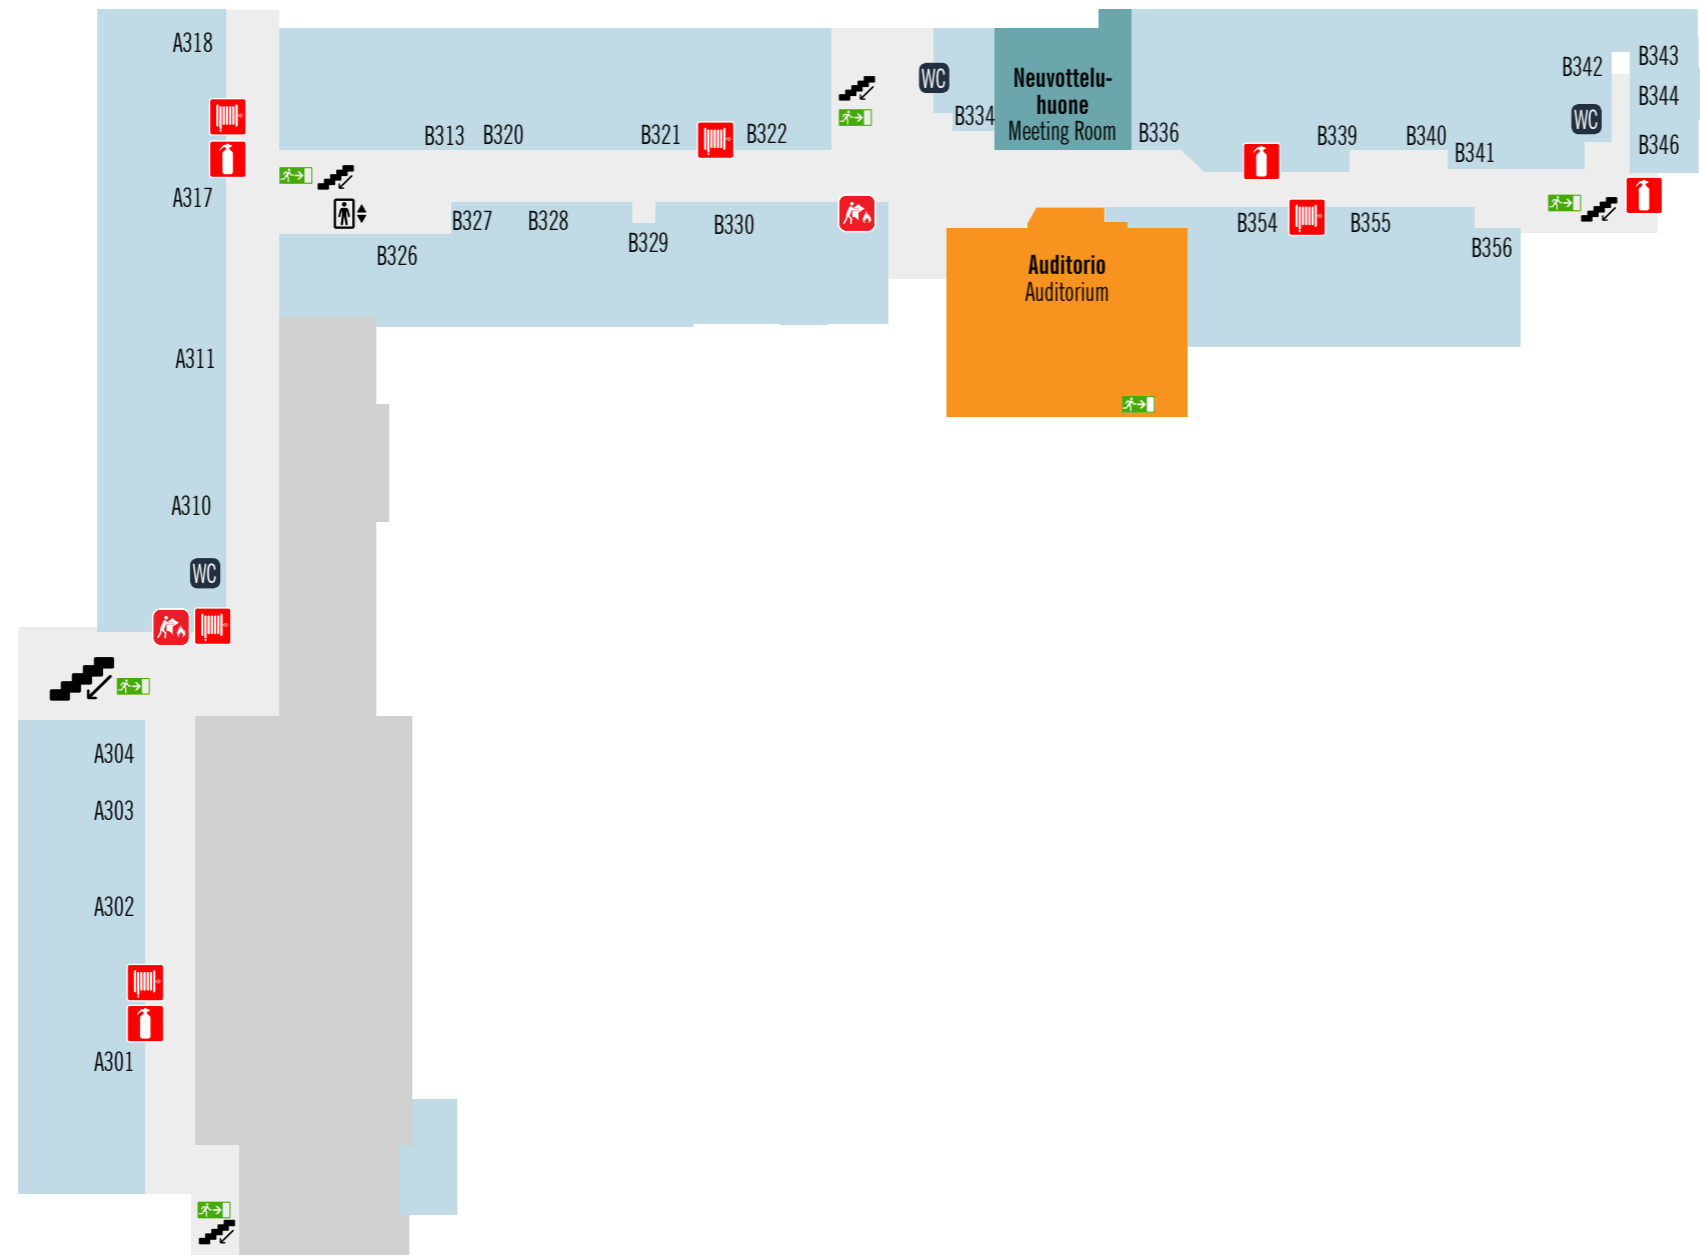 A318
A317
A311
A310
WC
A304
A303
A302
A301
B313
B320
B321
B322
B326
B327
B328
B329
B330
WC
B334
Neuvottelu-
huone
Meeting Room
B336
B339
B340
B341
B342
WC
B343
B344
B346
Auditorio
Auditorium
B354
B355
B356